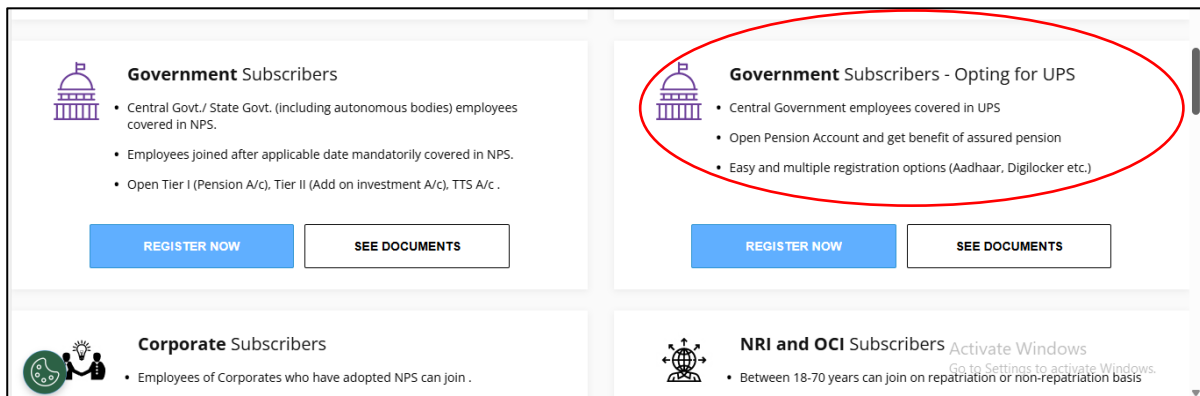 Government Subscribers
• Central Govt./ State Govt. (including autonomous bodies) employees
covered in NPS.
• Employees joined after applicable date mandatorily covered in NPS.
• Open Tier I (Pension A/c), Tier II (Add on investment A/c), TTS A/c .
REGISTER NOW
SEE DOCUMENTS
Government Subscribers - Opting for UPS
• Central Government employees covered in UPS
• Open Pension Account and get benefit of assured pension
• Easy and multiple registration options (Aadhaar, Digilocker etc.)
REGISTER NOW
SEE DOCUMENTS
Corporate Subscribers
• Employees of Corporates who have adopted NPS can join .
NRI and OCI Subscribers
• Between 18-70 years can join on repatriation or non-repatriation basis
Activate Windows
Go to Settings to activate Windows.